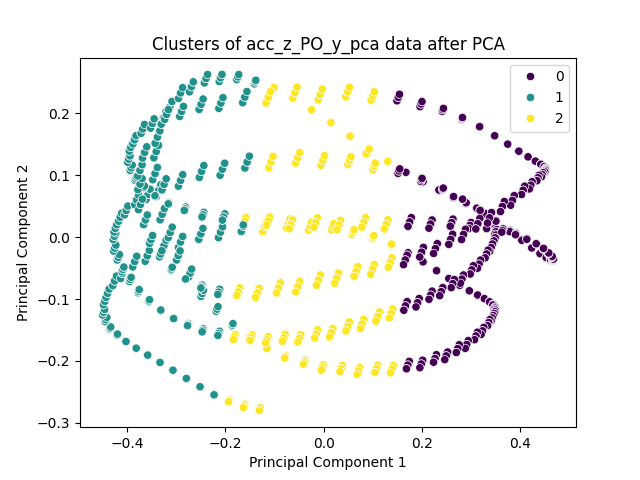 Clusters of acc_z_PO_y_pca data after PCA
0
1
2
0.2
0.1
0.0
−0.1
−0.2
−0.3
Principal Component 2
−0.4 −0.2 0.0 0.2 0.4
Principal Component 1